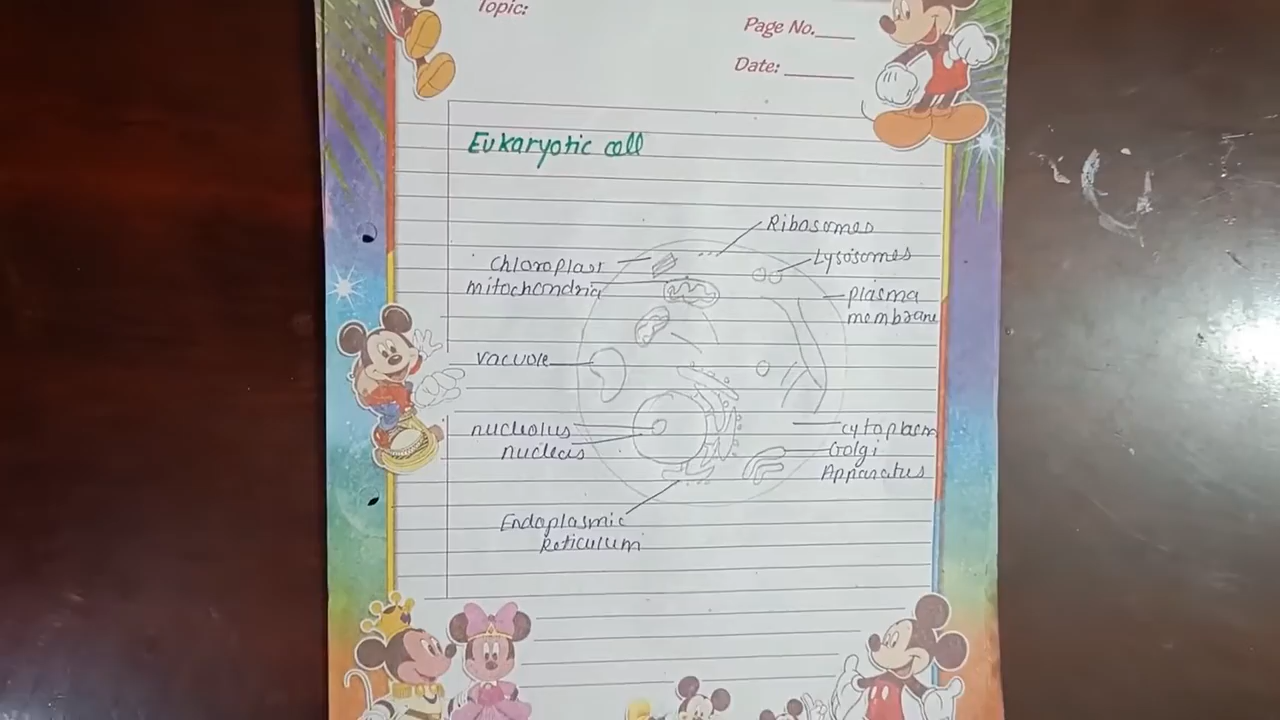 Topic:
Page No.
Date:
Eukaryotic cell
Ribosomes
Chloroplast
Lysosomes
mitochondria
plasma
membrane
vacuole
nucleolus
cytoplasm
nucleus
Golgi
Apparatus
Endoplasmic
Reticulum